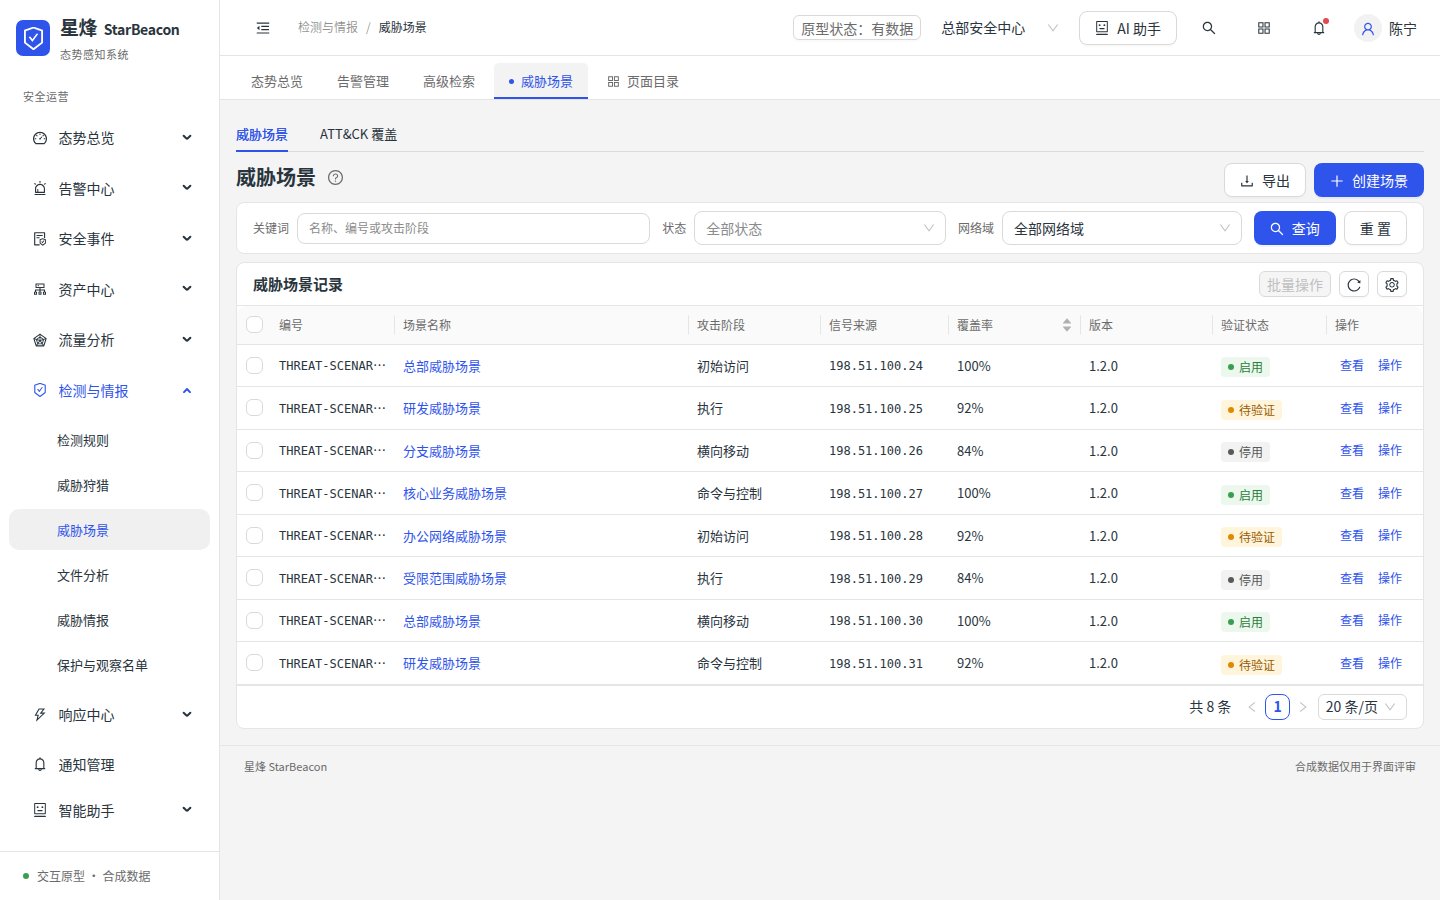 星烽 StarBeacon
态势感知系统
安全运营
态势总览
告警中心
安全事件
资产中心
流量分析
检测与情报
检测规则
威胁狩猎
威胁场景
文件分析
威胁情报
保护与观察名单
响应中心
通知管理
智能助手
交互原型 · 合成数据
检测与情报 / 威胁场景
原型状态：有数据
总部安全中心
AI 助手
陈宁
态势总览 告警管理 高级检索 威胁场景 页面目录
威胁场景 ATT&CK 覆盖
威胁场景
导出 创建场景
关键词 名称、编号或攻击阶段 状态 全部状态 网络域 全部网络域 查询 重 置
威胁场景记录 批量操作
编号 场景名称 攻击阶段 信号来源 覆盖率 版本 验证状态 操作
THREAT-SCENAR··· 总部威胁场景 初始访问 198.51.100.24 100% 1.2.0 启用 查看 操作
THREAT-SCENAR··· 研发威胁场景 执行 198.51.100.25 92% 1.2.0 待验证 查看 操作
THREAT-SCENAR··· 分支威胁场景 横向移动 198.51.100.26 84% 1.2.0 停用 查看 操作
THREAT-SCENAR··· 核心业务威胁场景 命令与控制 198.51.100.27 100% 1.2.0 启用 查看 操作
THREAT-SCENAR··· 办公网络威胁场景 初始访问 198.51.100.28 92% 1.2.0 待验证 查看 操作
THREAT-SCENAR··· 受限范围威胁场景 执行 198.51.100.29 84% 1.2.0 停用 查看 操作
THREAT-SCENAR··· 总部威胁场景 横向移动 198.51.100.30 100% 1.2.0 启用 查看 操作
THREAT-SCENAR··· 研发威胁场景 命令与控制 198.51.100.31 92% 1.2.0 待验证 查看 操作
共 8 条 1 20 条/页
星烽 StarBeacon 合成数据仅用于界面评审